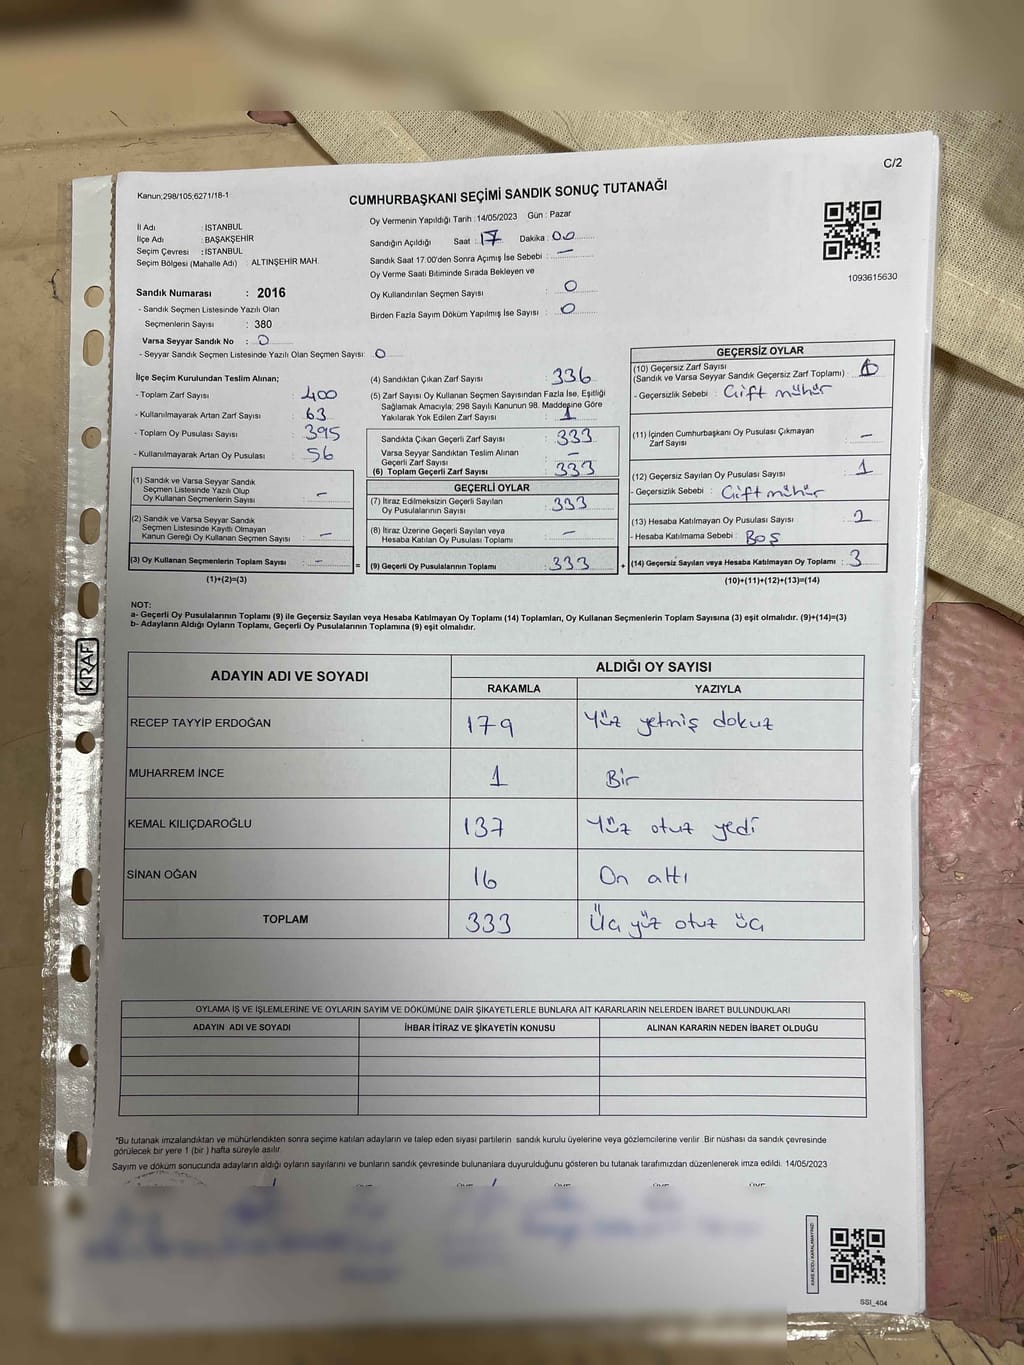 C/2
Kanun;298/105;6271/18-1
CUMHURBAŞKANI SEÇİMİ SANDIK SONUÇ TUTANAĞI
İl Adı : İSTANBUL
İlçe Adı : BAŞAKŞEHİR
Seçim Çevresi : İSTANBUL
Seçim Bölgesi (Mahalle Adı) : ALTINŞEHİR MAH.
Sandık Numarası : 2016
- Sandık Seçmen Listesinde Yazılı Olan
Seçmenlerin Sayısı : 380
Varsa Seyyar Sandık No : 0
- Seyyar Sandık Seçmen Listesinde Yazılı Olan Seçmen Sayısı : 0
Oy Vermenin Yapıldığı Tarih : 14/05/2023 Gün : Pazar
Sandığın Açıldığı Saat : 17 Dakika : 00
Sandık Saat 17.00'den Sonra Açımış İse Sebebi : —
Oy Verme Saati Bitiminde Sırada Bekleyen ve
Oy Kullandırılan Seçmen Sayısı : 0
Birden Fazla Sayım Döküm Yapılmış İse Sayısı : 0
1093615630
İlçe Seçim Kurulundan Teslim Alınan;
- Toplam Zarf Sayısı : 400
- Kullanılmayarak Artan Zarf Sayısı : 63
- Toplam Oy Pusulası Sayısı : 395
- Kullanılmayarak Artan Oy Pusulası : 56
(1) Sandık ve Varsa Seyyar Sandık
Seçmen Listesinde Yazılı Olup
Oy Kullanan Seçmenlerin Sayısı : –
(2) Sandık ve Varsa Seyyar Sandık
Seçmen Listesinde Kayıtlı Olmayan
Kanun Gereği Oy Kullanan Seçmen Sayısı : –
(3) Oy Kullanan Seçmenlerin Toplam Sayısı : –
(1)+(2)=(3)
(4) Sandıktan Çıkan Zarf Sayısı : 336
(5) Zarf Sayısı Oy Kullanan Seçmen Sayısından Fazla İse, Eşitliği
Sağlamak Amacıyla; 298 Sayılı Kanunun 98. Maddesine Göre
Yakılarak Yok Edilen Zarf Sayısı : 1
Sandıkta Çıkan Geçerli Zarf Sayısı : 333
Varsa Seyyar Sandıktan Teslim Alınan
Geçerli Zarf Sayısı : –
(6) Toplam Geçerli Zarf Sayısı : 333
GEÇERLİ OYLAR
(7) İtiraz Edilmeksizin Geçerli Sayılan
Oy Pusulalarının Sayısı : 333
(8) İtiraz Üzerine Geçerli Sayılan veya
Hesaba Katılan Oy Pusulası Toplamı : –
= (9) Geçerli Oy Pusulalarının Toplamı : 333 +
GEÇERSİZ OYLAR
(10) Geçersiz Zarf Sayısı
(Sandık ve Varsa Seyyar Sandık Geçersiz Zarf Toplamı) :
- Geçersizlik Sebebi : Çift mühür
(11) İçinden Cumhurbaşkanı Oy Pusulası Çıkmayan
Zarf Sayısı : –
(12) Geçersiz Sayılan Oy Pusulası Sayısı : 1
- Geçersizlik Sebebi : Çift mühür
(13) Hesaba Katılmayan Oy Pusulası Sayısı : 2
- Hesaba Katılmama Sebebi : Boş
(14) Geçersiz Sayılan veya Hesaba Katılmayan Oy Toplamı : 3
(10)+(11)+(12)+(13)=(14)
NOT:
a- Geçerli Oy Pusulalarının Toplamı (9) ile Geçersiz Sayılan veya Hesaba Katılmayan Oy Toplamı (14) Toplamları, Oy Kullanan Seçmenlerin Toplam Sayısına (3) eşit olmalıdır. (9)+(14)=(3)
b- Adayların Aldığı Oyların Toplamı, Geçerli Oy Pusulalarının Toplamına (9) eşit olmalıdır.
KRAF
ADAYIN ADI VE SOYADI ALDIĞI OY SAYISI
RAKAMLA YAZIYLA
RECEP TAYYİP ERDOĞAN 179 Yüz yetmiş dokuz
MUHARREM İNCE 1 Bir
KEMAL KILIÇDAROĞLU 137 Yüz otuz yedi
SİNAN OĞAN 16 On altı
TOPLAM 333 Üç yüz otuz üç
OYLAMA İŞ VE İŞLEMLERİNE VE OYLARIN SAYIM VE DÖKÜMÜNE DAİR ŞİKAYETLERLE BUNLARA AİT KARARLARIN NELERDEN İBARET BULUNDUKLARI
ADAYIN ADI VE SOYADI İHBAR İTİRAZ VE ŞİKAYETİN KONUSU ALINAN KARARIN NEDEN İBARET OLDUĞU
*Bu tutanak imzalandıktan ve mühürlendikten sonra seçime katılan adayların ve talep eden siyasi partilerin sandık kurulu üyelerine veya gözlemcilerine verilir .Bir nüshası da sandık çevresinde
görülecek bir yere 1 (bir ) hafta süreyle asılır.
Sayım ve döküm sonucunda adayların aldığı oyların sayılarını ve bunların sandık çevresinde bulunanlara duyurulduğunu gösteren bu tutanak tarafımızdan düzenlenerek imza edildi. 14/05/2023
KARE KODU KARALAMAYINIZ!
SSI_404